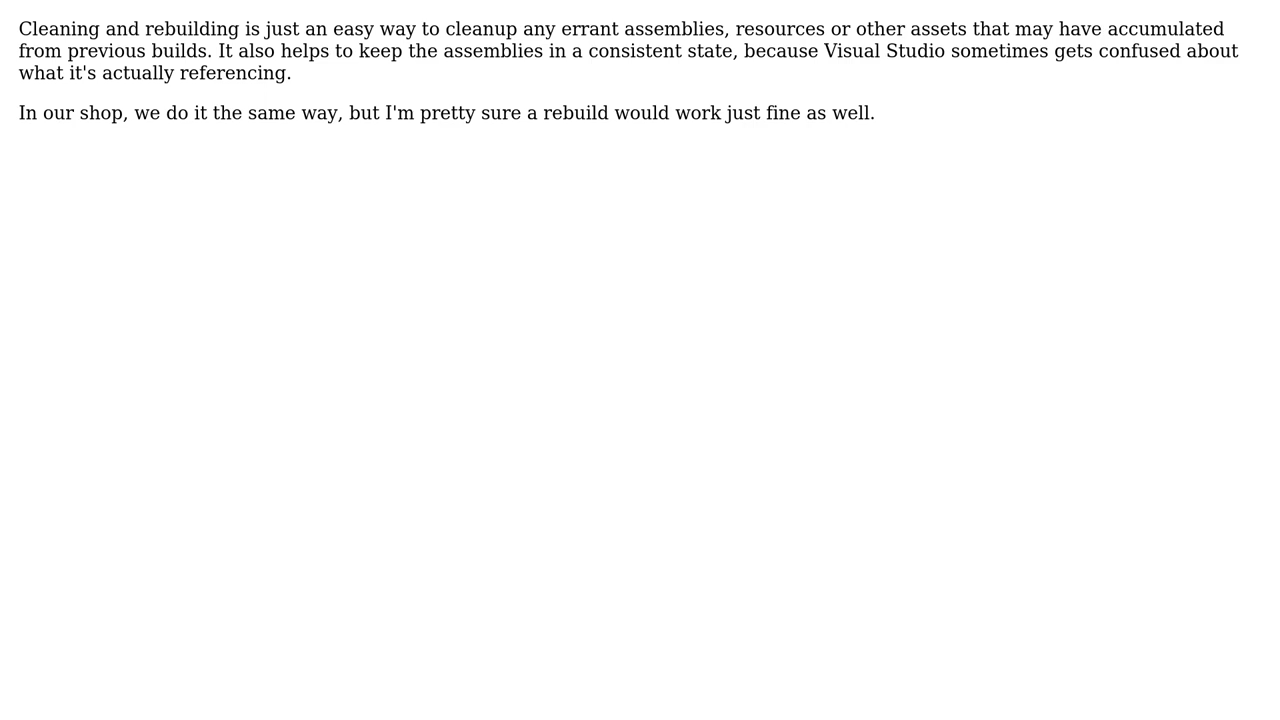 Cleaning and rebuilding is just an easy way to cleanup any errant assemblies, resources or other assets that may have accumulated
from previous builds. It also helps to keep the assemblies in a consistent state, because Visual Studio sometimes gets confused about
what it's actually referencing.
In our shop, we do it the same way, but I'm pretty sure a rebuild would work just fine as well.